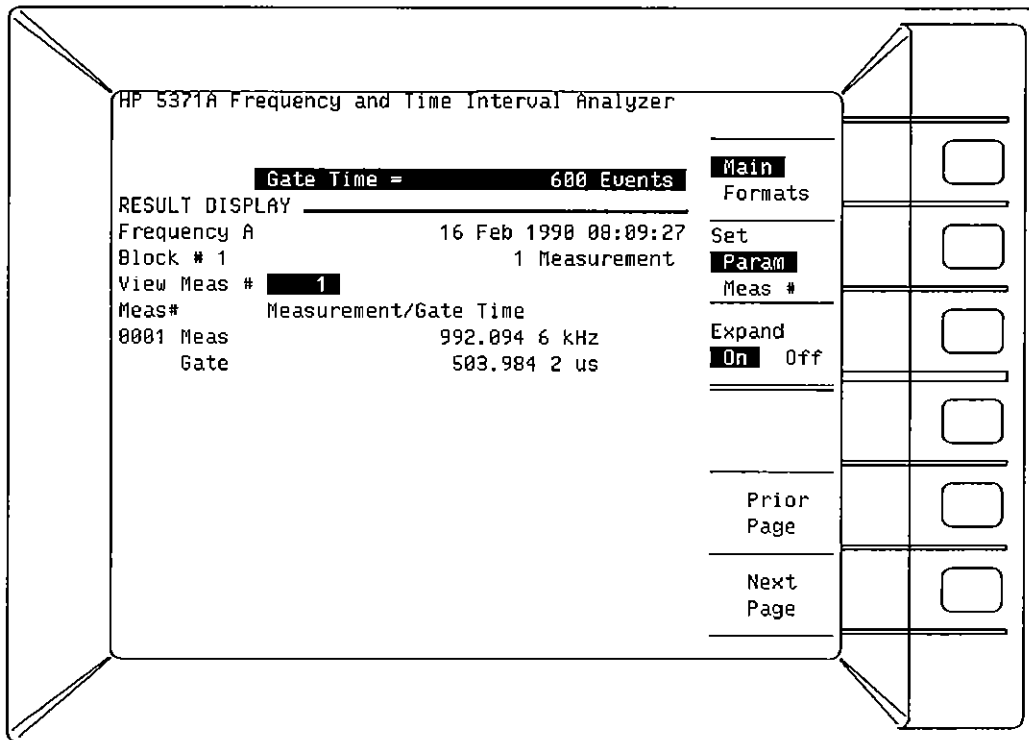 HP 5371A Frequency and Time Interval Analyzer
Gate Time = 600 Events
RESULT DISPLAY
Frequency A 16 Feb 1990 08:09:27
Block # 1 1 Measurement
View Meas # 1
Meas# Measurement/Gate Time
0001 Meas 992.094 6 kHz
Gate 503.984 2 us
Main
Formats
Set
Param
Meas #
Expand
On Off
Prior
Page
Next
Page